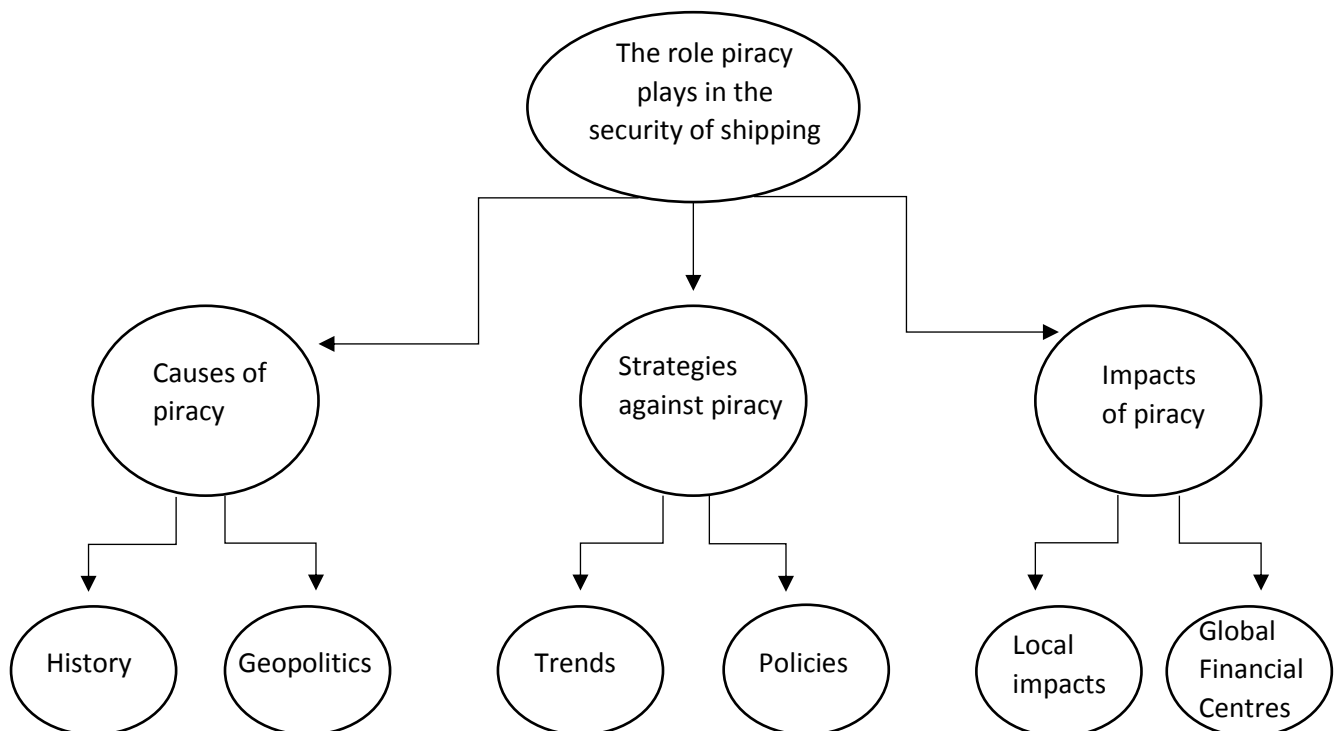 The role piracy
plays in the
security of shipping
Causes of
piracy
Strategies
against piracy
Impacts
of piracy
History
Geopolitics
Trends
Policies
Local
impacts
Global
Financial
Centres